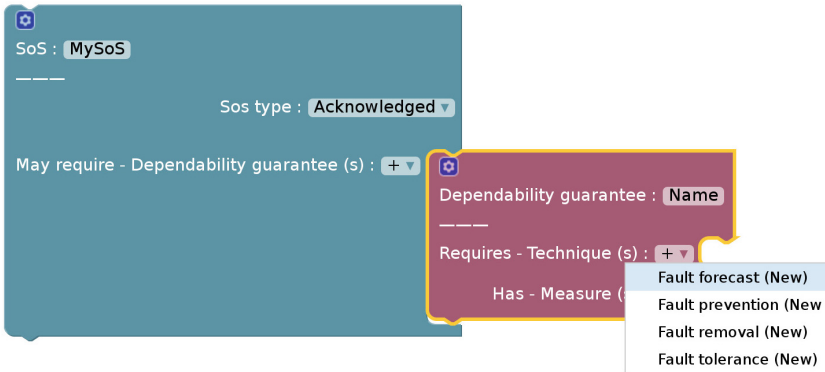 SoS : MySoS
———
Sos type : Acknowledged ▼
May require - Dependability guarantee (s) : + ▼
Dependability guarantee : Name
———
Requires - Technique (s) : + ▼
Has - Measure (s
Fault forecast (New)
Fault prevention (New
Fault removal (New)
Fault tolerance (New)